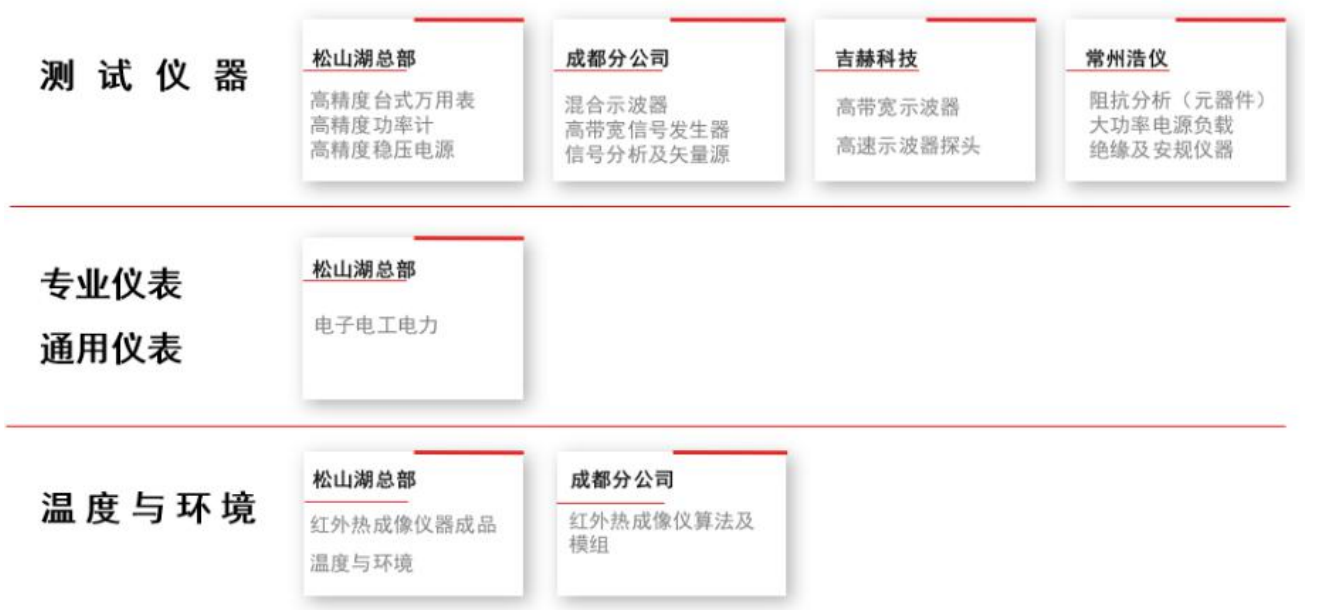 测试仪器
松山湖总部
高精度台式万用表
高精度功率计
高精度稳压电源
成都分公司
混合示波器
高带宽信号发生器
信号分析及矢量源
吉赫科技
高带宽示波器
高速示波器探头
常州浩仪
阻抗分析（元器件）
大功率电源负载
绝缘及安规仪器
专业仪表
通用仪表
松山湖总部
电子电工电力
温度与环境
松山湖总部
红外热成像仪器成品
温度与环境
成都分公司
红外热成像仪算法及
模组